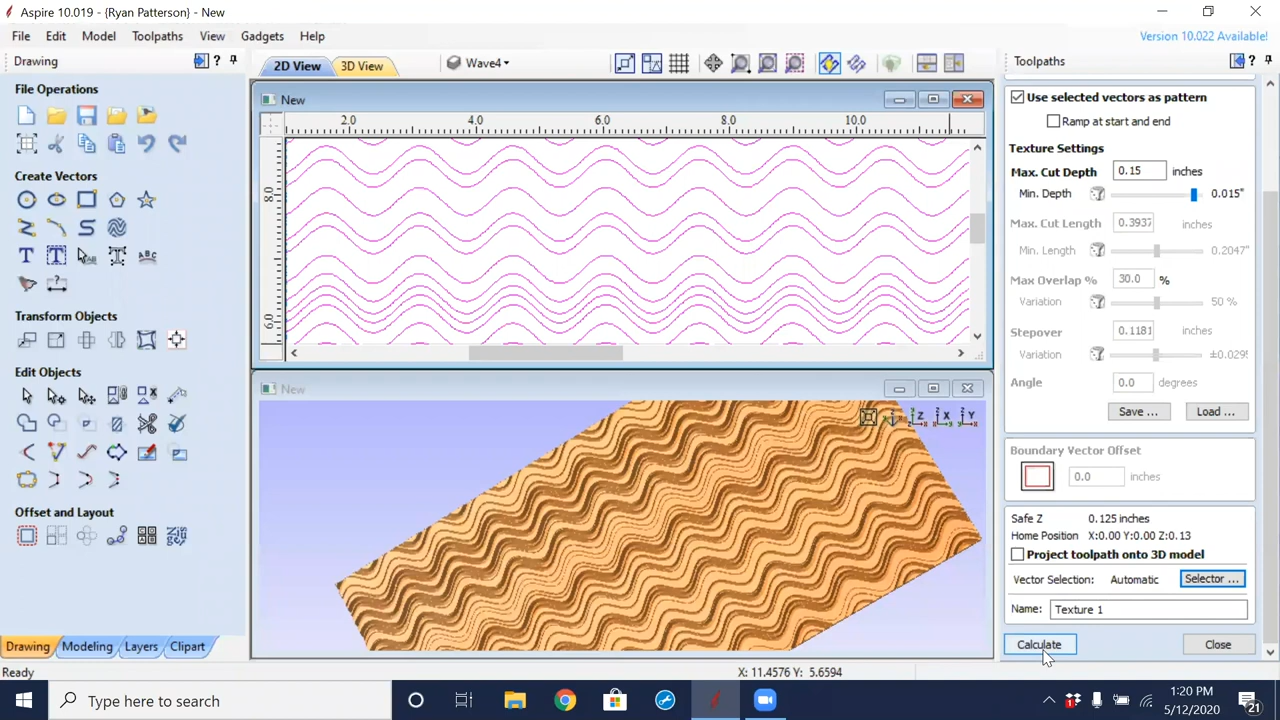 Aspire 10.019 - {Ryan Patterson} - New
File Edit Model Toolpaths View Gadgets Help
Version 10.022 Available!
Drawing
?
File Operations
Create Vectors
T T T ABC
Transform Objects
Edit Objects
Offset and Layout
Drawing Modeling Layers Clipart
Ready
2D View 3D View
Wave4
New
2.0 4.0 6.0 8.0 10.0
8.0
6.0
New
Z X Y
X: 11.4576 Y: 5.6594
Toolpaths
?
Use selected vectors as pattern
Ramp at start and end
Texture Settings
Max. Cut Depth 0.15 inches
Min. Depth 0.015"
Max. Cut Length 0.3937 inches
Min. Length 0.2047"
Max Overlap % 30.0 %
Variation 50 %
Stepover 0.1181 inches
Variation ±0.0295
Angle 0.0 degrees
Save ... Load ...
Boundary Vector Offset
0.0 inches
Safe Z 0.125 inches
Home Position X:0.00 Y:0.00 Z:0.13
Project toolpath onto 3D model
Vector Selection: Automatic Selector ...
Name: Texture 1
Calculate Close
Type here to search
1:20 PM
5/12/2020
21